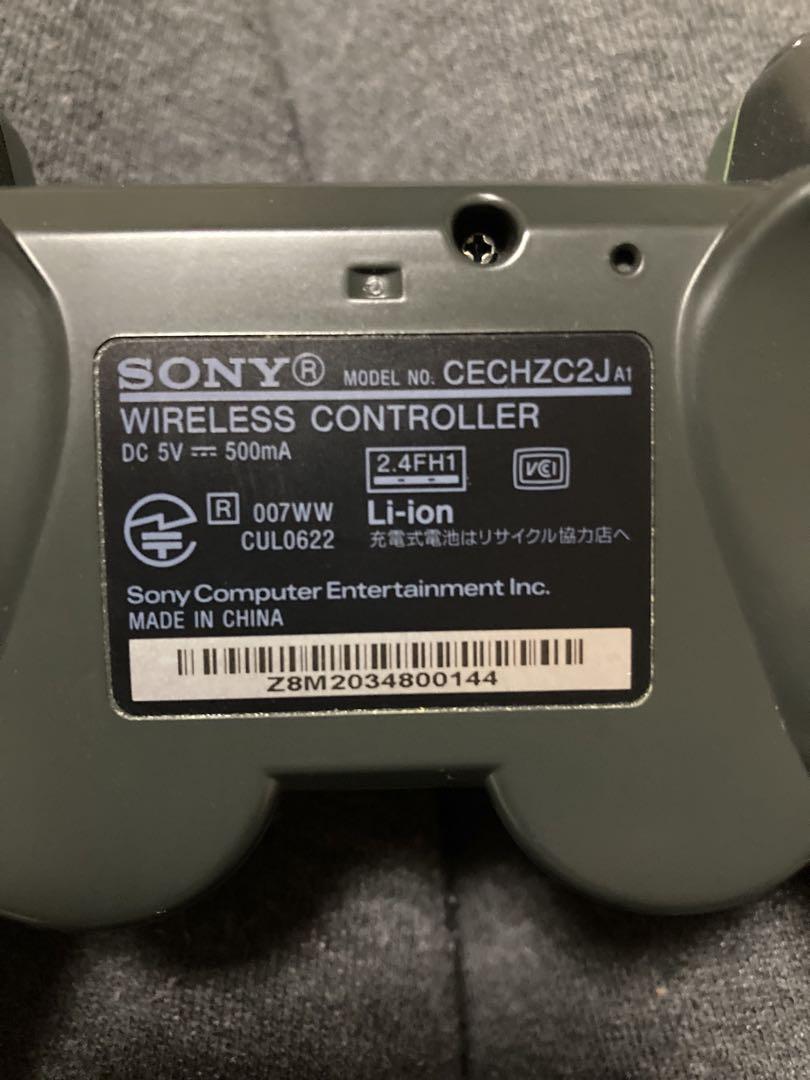 SONY® MODEL NO. CECHZC2J A1
WIRELESS CONTROLLER
DC 5V ⎓ 500mA
2.4FH1
VCI
R 007WW
CUL0622
Li-ion
充電式電池はリサイクル協力店へ
Sony Computer Entertainment Inc.
MADE IN CHINA
Z8M2034800144